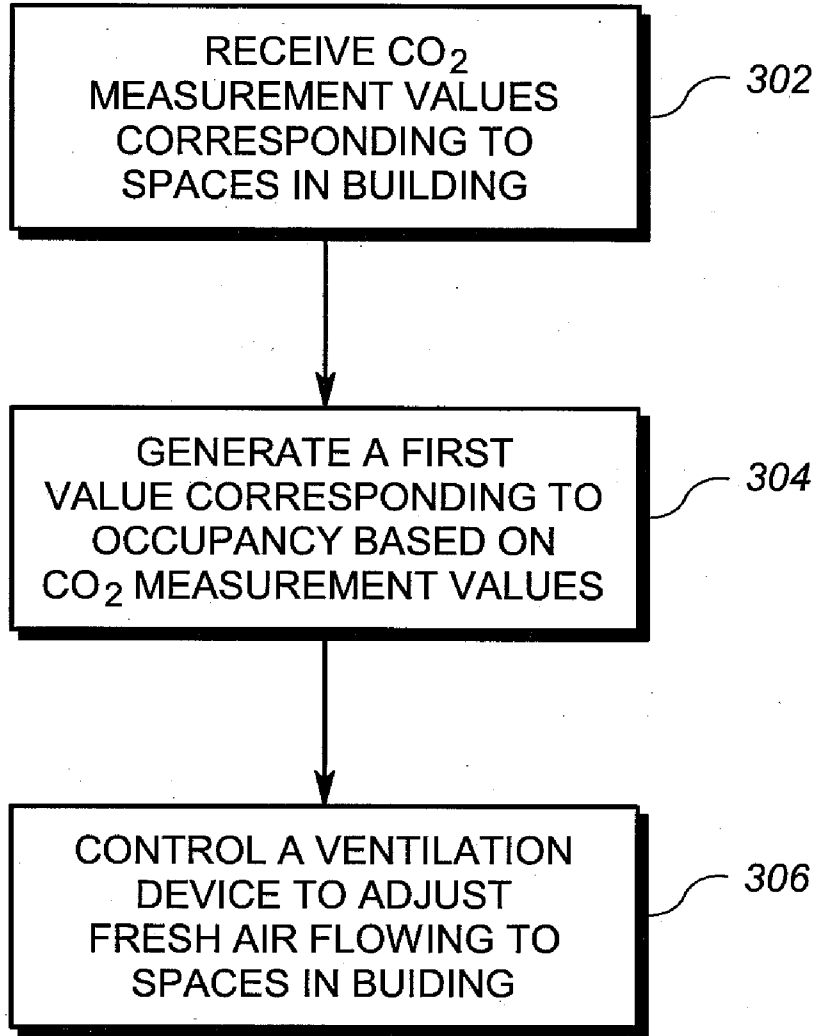 RECEIVE CO2
MEASUREMENT VALUES
CORRESPONDING TO
SPACES IN BUILDING
302
GENERATE A FIRST
VALUE CORRESPONDING TO
OCCUPANCY BASED ON
CO2 MEASUREMENT VALUES
304
CONTROL A VENTILATION
DEVICE TO ADJUST
FRESH AIR FLOWING TO
SPACES IN BUIDING
306